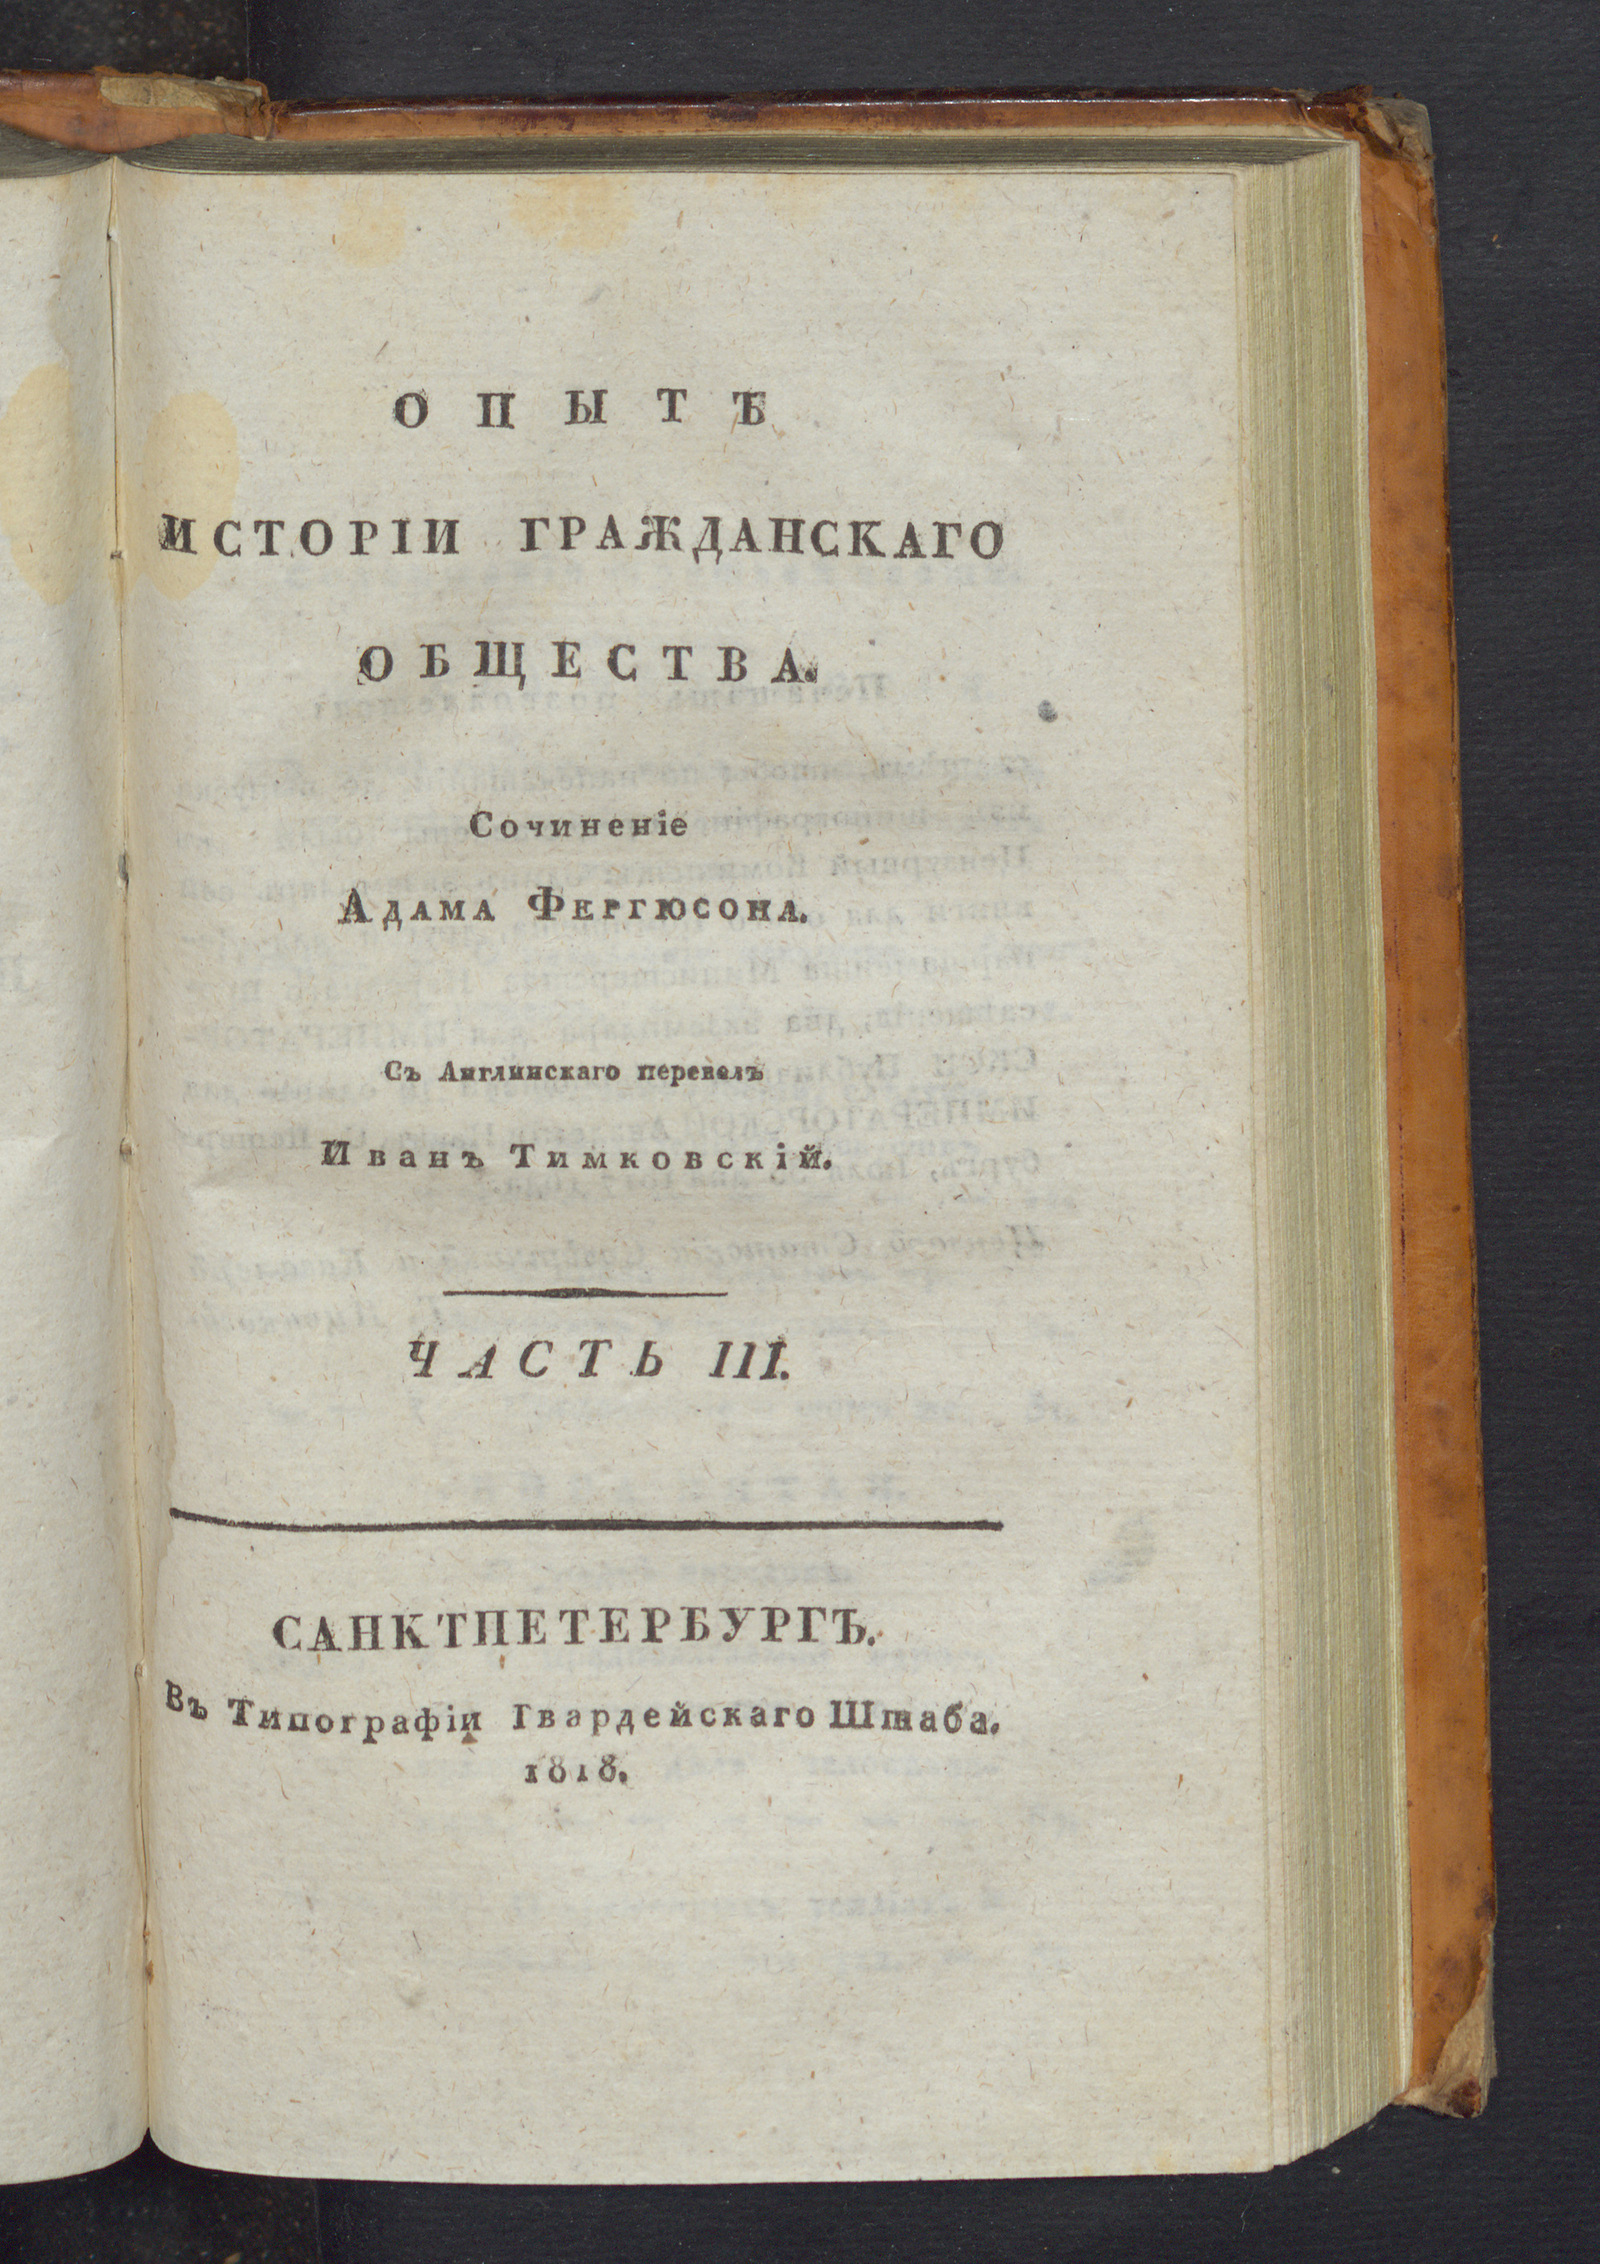 ОПЫТЪ
ИСТОРІИ ГРАЖДАНСКАГО
ОБЩЕСТВА.
Сочиненіе
Адама Фергюсона.
Съ Англинскаго перевелъ
Иванъ Тимковскій.
ЧАСТЬ III.
САНКТПЕТЕРБУРГЪ.
Въ Типографіи Гвардейскаго Штаба.
1818.